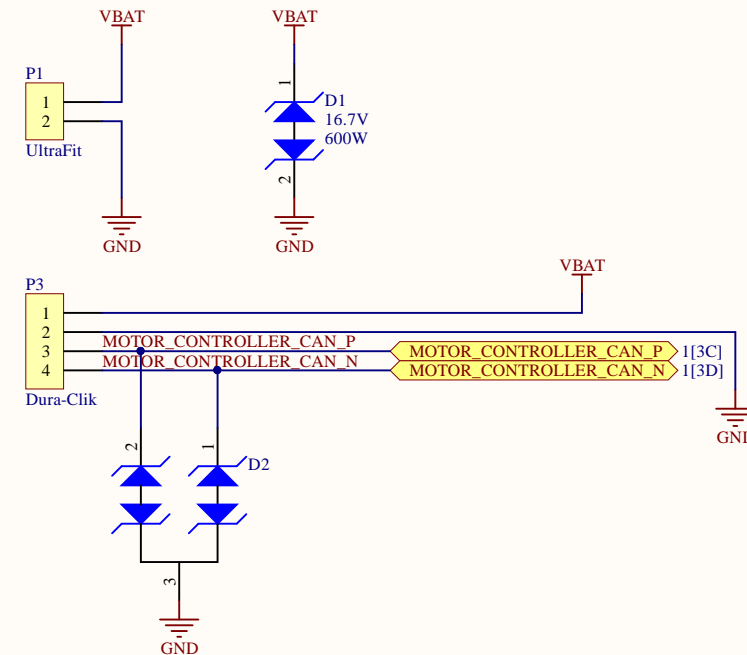 VBAT
VBAT
P1
1
2
UltraFit
1
D1
16.7V
600W
2
GND
GND
VBAT
P3
1
2
3
4
Dura-Clik
MOTOR_CONTROLLER_CAN_P
MOTOR_CONTROLLER_CAN_N
MOTOR_CONTROLLER_CAN_P 1[3C]
MOTOR_CONTROLLER_CAN_N 1[3D]
GND
2
1
D2
3
GND